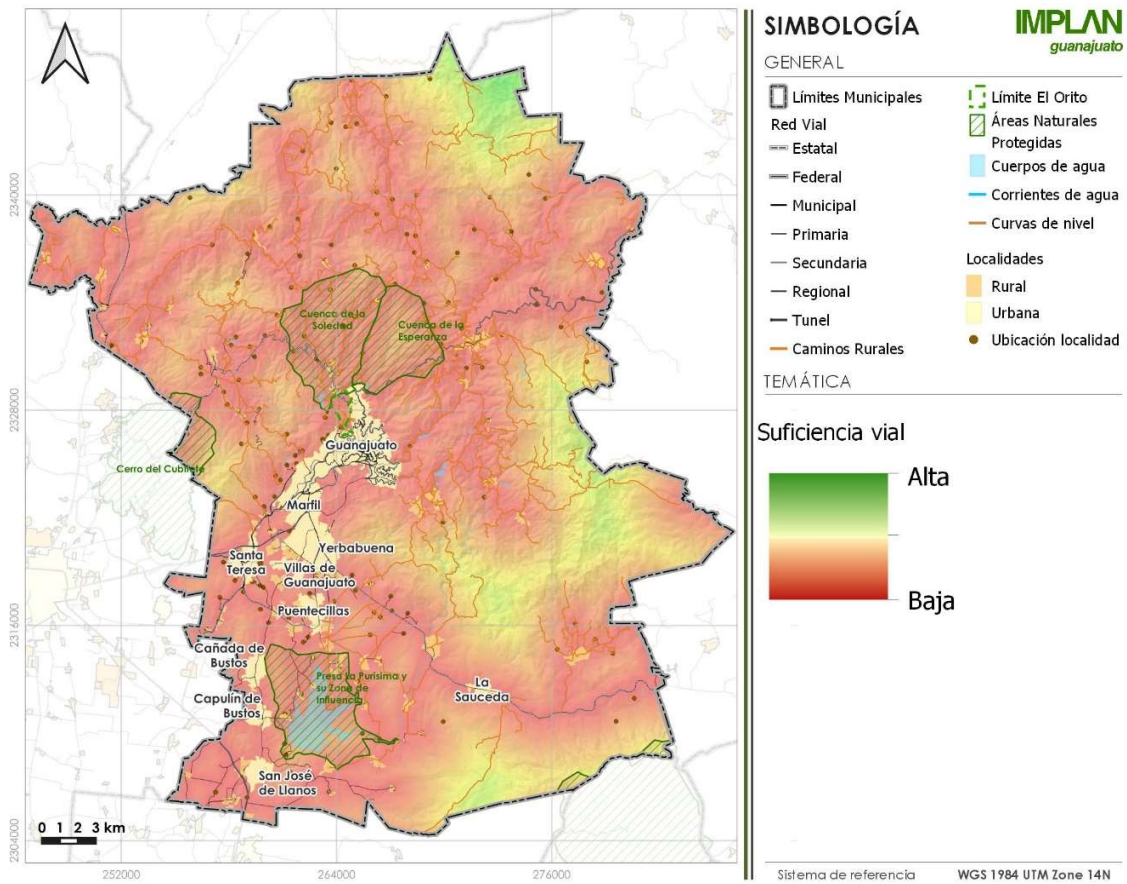 SIMBOLOGÍA
IMPLAN
guanajuato
GENERAL
Límites Municipales
Red Vial
Estatal
Federal
Municipal
Primaria
Secundaria
Regional
Tunel
Caminos Rurales
Límite El Orito
Áreas Naturales
Protegidas
Cuerpos de agua
Corrientes de agua
Curvas de nivel
Localidades
Rural
Urbana
Ubicación localidad
TEMÁTICA
Suficiencia vial
Alta
Baja
Sistema de referencia
WGS 1984 UTM Zone 14N
2340000
2328000
2316000
2304000
252000
264000
276000
Cuenca de la
Soledad
Cuenca de la
Esperanza
Cerro del Cubilete
Guanajuato
Marfil
Yerbabuena
Santa
Teresa
Villas de
Guanajuato
Puentecillas
Cañada de
Bustos
Presa La Purísima y
su Zona de
Influencia
Capulín de
Bustos
La
Sauceda
San José
de Llanos
0 1 2 3 km